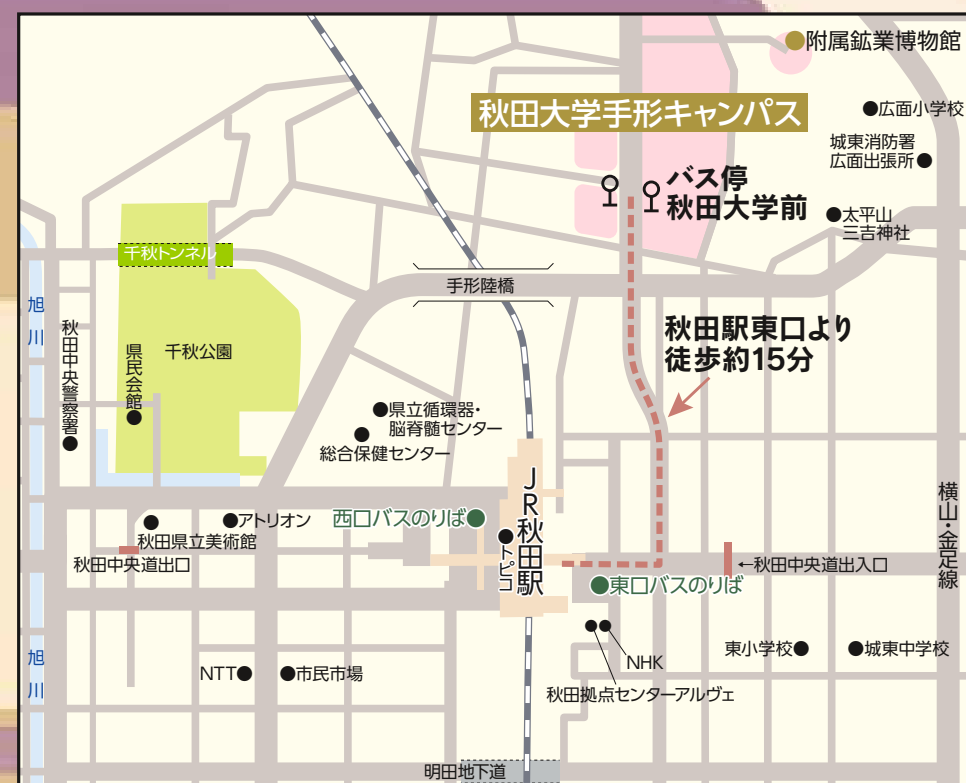 附属鉱業博物館
秋田大学手形キャンパス
広面小学校
城東消防署
広面出張所
バス停
秋田大学前
太平山
三吉神社
千秋トンネル
手形陸橋
旭川
秋田中央警察署
県民会館
千秋公園
秋田駅東口より
徒歩約15分
県立循環器・
脳脊髄センター
総合保健センター
JR秋田駅
トピコ
横山・金足線
西口バスのりば
アトリオン
秋田県立美術館
秋田中央道出口
←秋田中央道出入口
東口バスのりば
旭川
NHK
秋田拠点センターアルヴェ
東小学校
城東中学校
NTT
市民市場
明田地下道